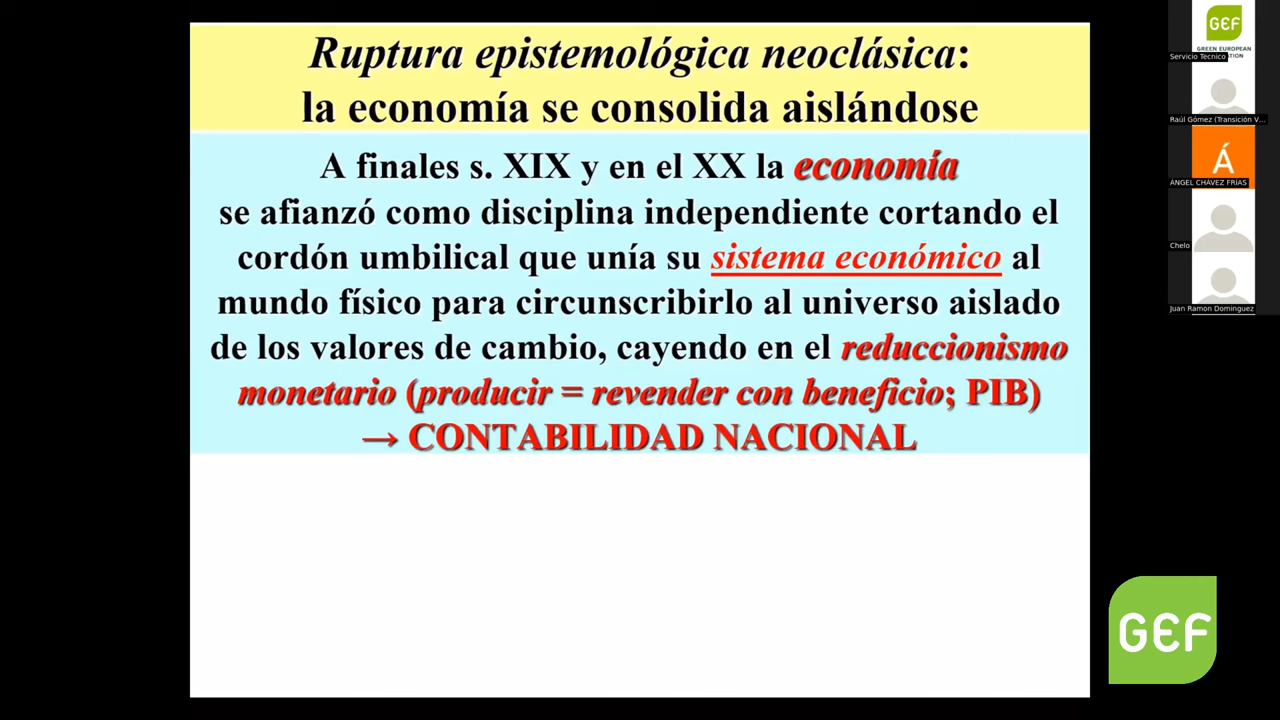 Ruptura epistemológica neoclásica:
la economía se consolida aislándose
A finales s. XIX y en el XX la economía
se afianzó como disciplina independiente cortando el
cordón umbilical que unía su sistema económico al
mundo físico para circunscribirlo al universo aislado
de los valores de cambio, cayendo en el reduccionismo
monetario (producir = revender con beneficio; PIB)
→ CONTABILIDAD NACIONAL
GEF
GREEN EUROPEAN
Servicio Tecnico
Raúl Gómez (Transición V...
Á
ÁNGEL CHÁVEZ FRÍAS
Chelo
Juan Ramon Dominguez
GEF